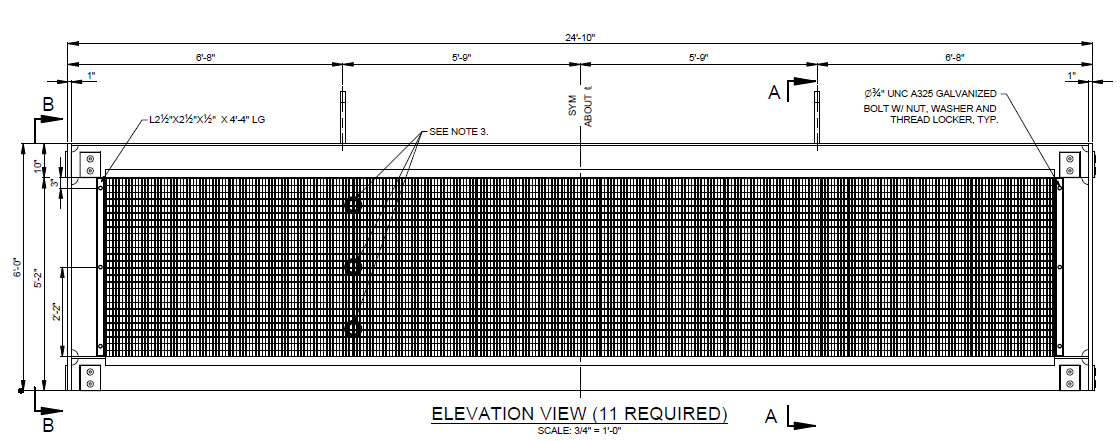 24'-10"
6'-8"
5'-9"
5'-9"
6'-8"
1"
1"
B
A
SYM
ABOUT ℄
Ø¾" UNC A325 GALVANIZED
BOLT W/ NUT, WASHER AND
THREAD LOCKER, TYP.
L2½"X2½"X½" X 4'-4" LG
SEE NOTE 3.
10"
3"
6'-0"
5'-2"
2'-2"
B
A
ELEVATION VIEW (11 REQUIRED)
SCALE: 3/4" = 1'-0"